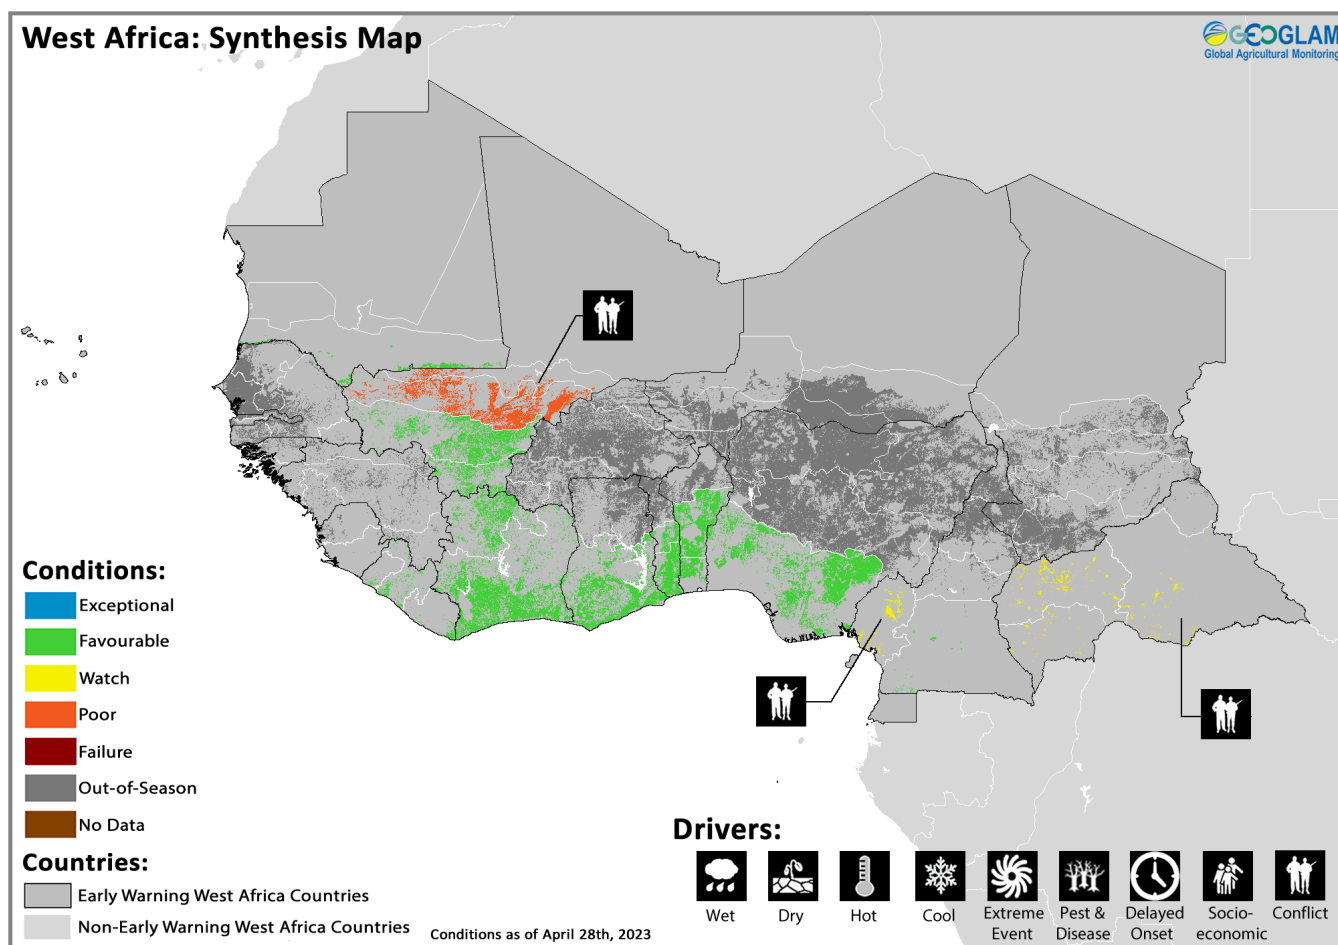 West Africa: Synthesis Map
GEOGLAM
Global Agricultural Monitoring
Conditions:
Exceptional
Favourable
Watch
Poor
Failure
Out-of-Season
No Data
Countries:
Early Warning West Africa Countries
Non-Early Warning West Africa Countries
Conditions as of April 28th, 2023
Drivers:
Wet
Dry
Hot
Cool
Extreme
Event
Pest &
Disease
Delayed
Onset
Socio-
economic
Conflict